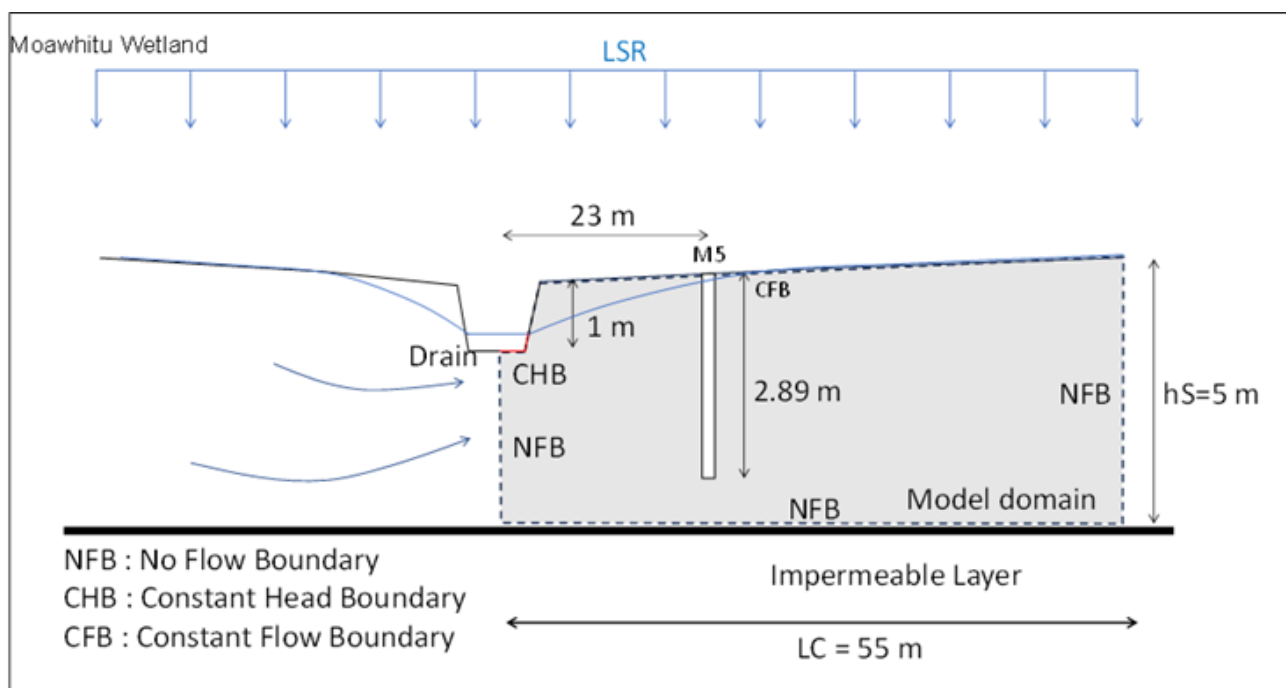 Moawhitu Wetland
LSR
23 m
M5
CFB
1 m
Drain
CHB
2.89 m
NFB
hS=5 m
NFB
Model domain
NFB
NFB : No Flow Boundary
CHB : Constant Head Boundary
CFB : Constant Flow Boundary
Impermeable Layer
LC = 55 m